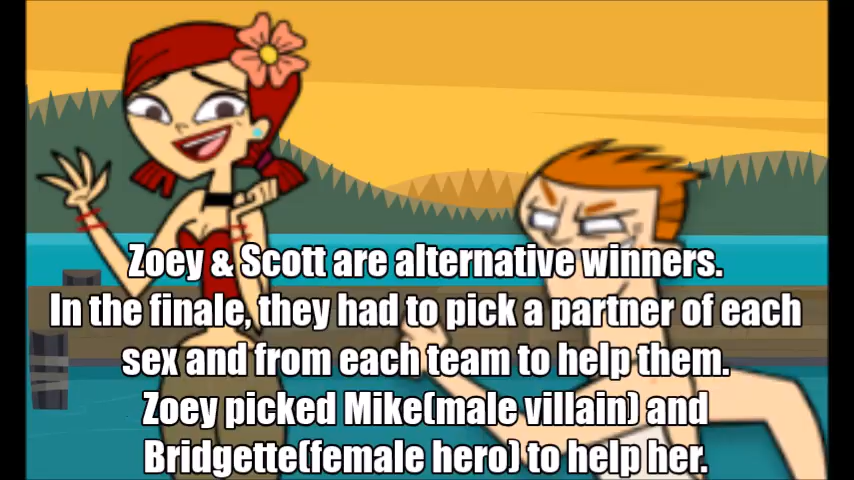 Zoey & Scott are alternative winners.
In the finale, they had to pick a partner of each
sex and from each team to help them.
Zoey picked Mike(male villain) and
Bridgette(female hero) to help her.